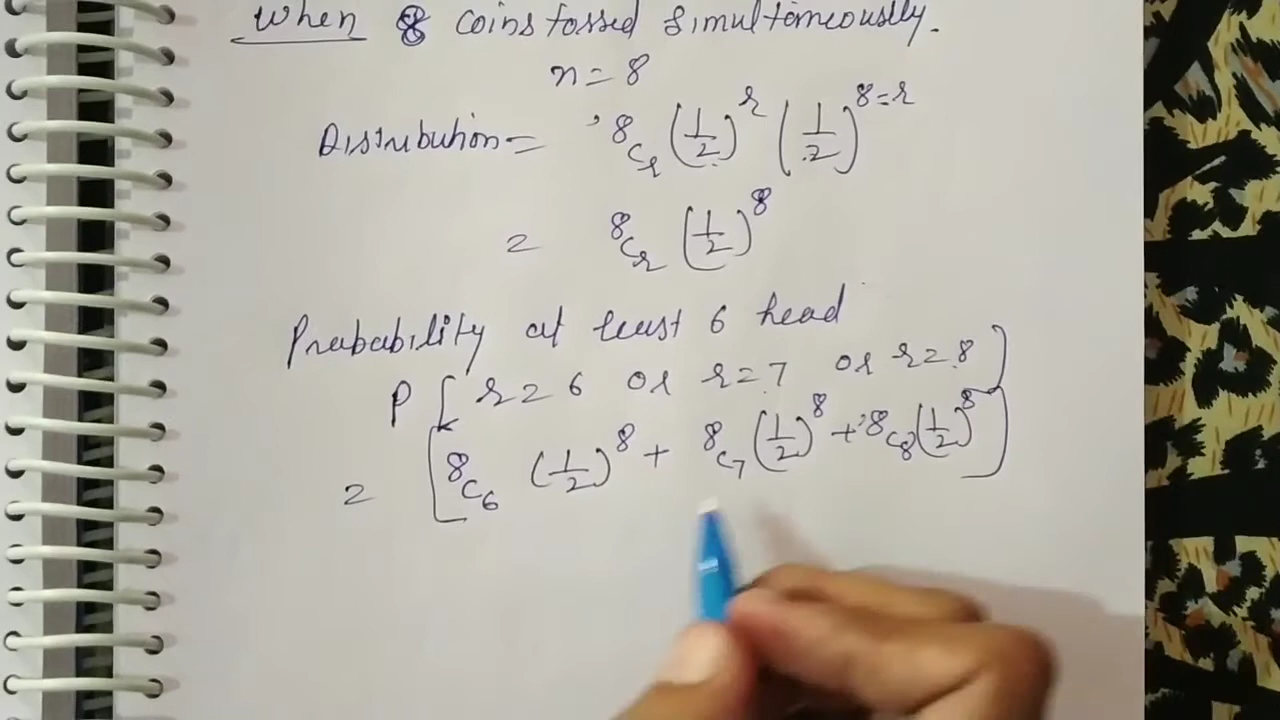 When 8 coins tossed simultaneously.
n = 8
Distribution = ⁸Cᵣ (1/2)ʳ (1/2)⁸⁻ʳ
= ⁸Cᵣ (1/2)⁸
Probability at least 6 head
P [ r = 6 or r = 7 or r = 8 ]
= [ ⁸C₆ (1/2)⁸ + ⁸C₇ (1/2)⁸ + ⁸C₈ (1/2)⁸ ]